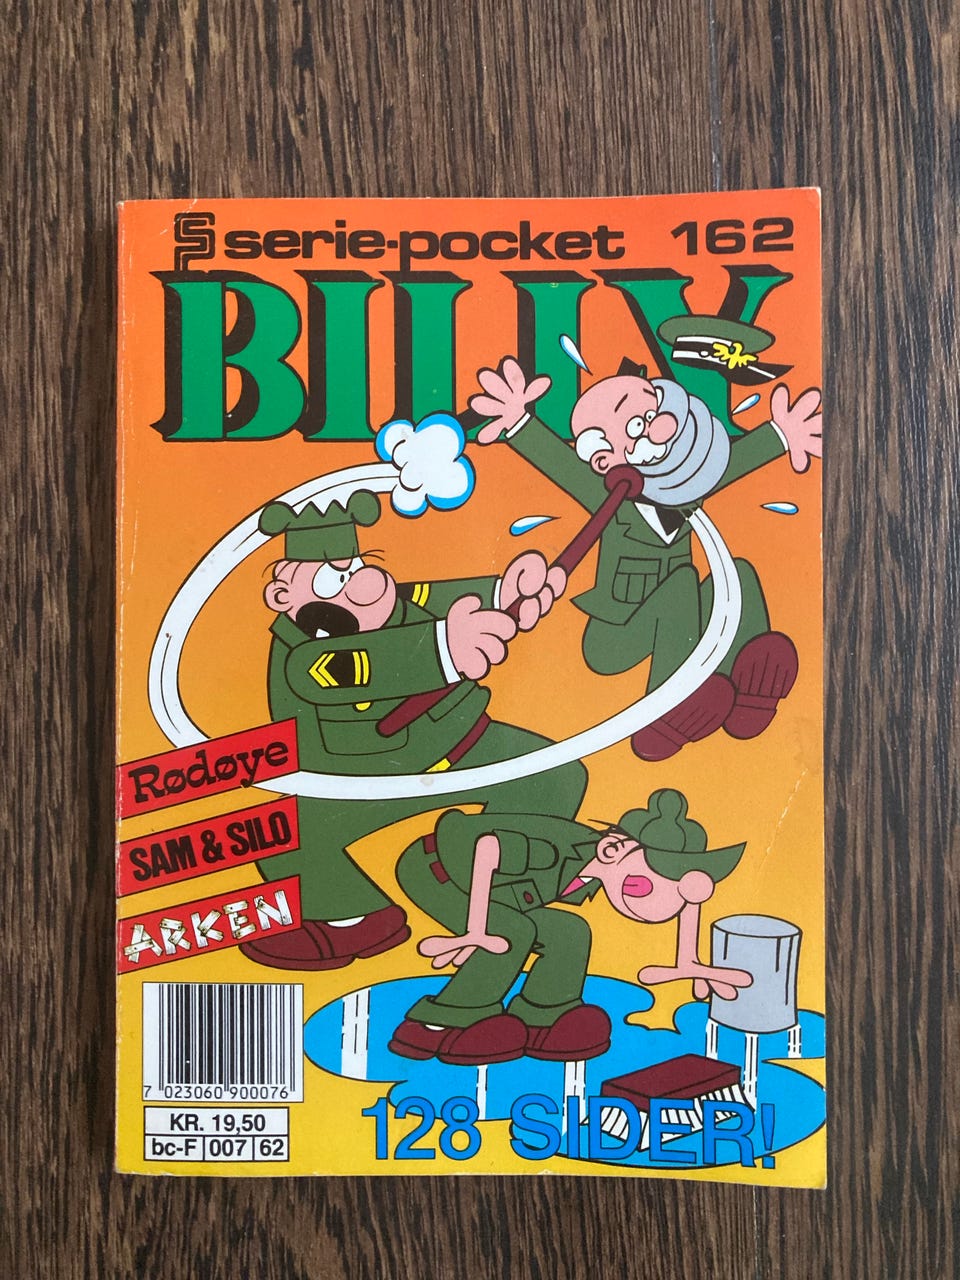 serie-pocket 162
BILLY
Rødøye
SAM & SILO
ARKEN
7 023060 900076
KR. 19,50
bc-F 007 62
128 SIDER!